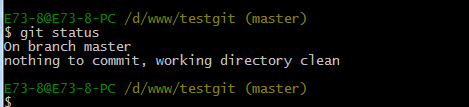 E73-8@E73-8-PC /d/www/testgit (master)
$ git status
On branch master
nothing to commit, working directory clean
E73-8@E73-8-PC /d/www/testgit (master)
$